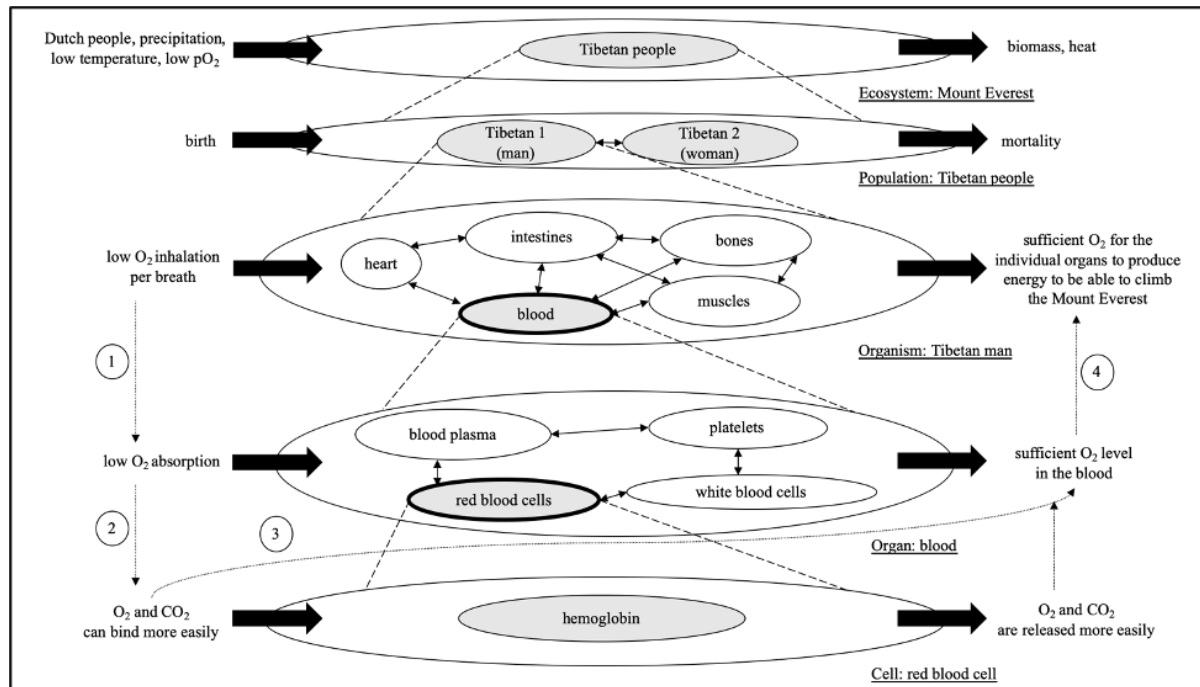 Dutch people, precipitation,
low temperature, low pO₂
Tibetan people
biomass, heat
Ecosystem: Mount Everest
birth
Tibetan 1
(man)
Tibetan 2
(woman)
mortality
Population: Tibetan people
low O₂ inhalation
per breath
heart
intestines
bones
muscles
blood
sufficient O₂ for the
individual organs to produce
energy to be able to climb
the Mount Everest
Organism: Tibetan man
1
4
low O₂ absorption
blood plasma
platelets
red blood cells
white blood cells
sufficient O₂ level
in the blood
2
3
Organ: blood
O₂ and CO₂
can bind more easily
hemoglobin
O₂ and CO₂
are released more easily
Cell: red blood cell